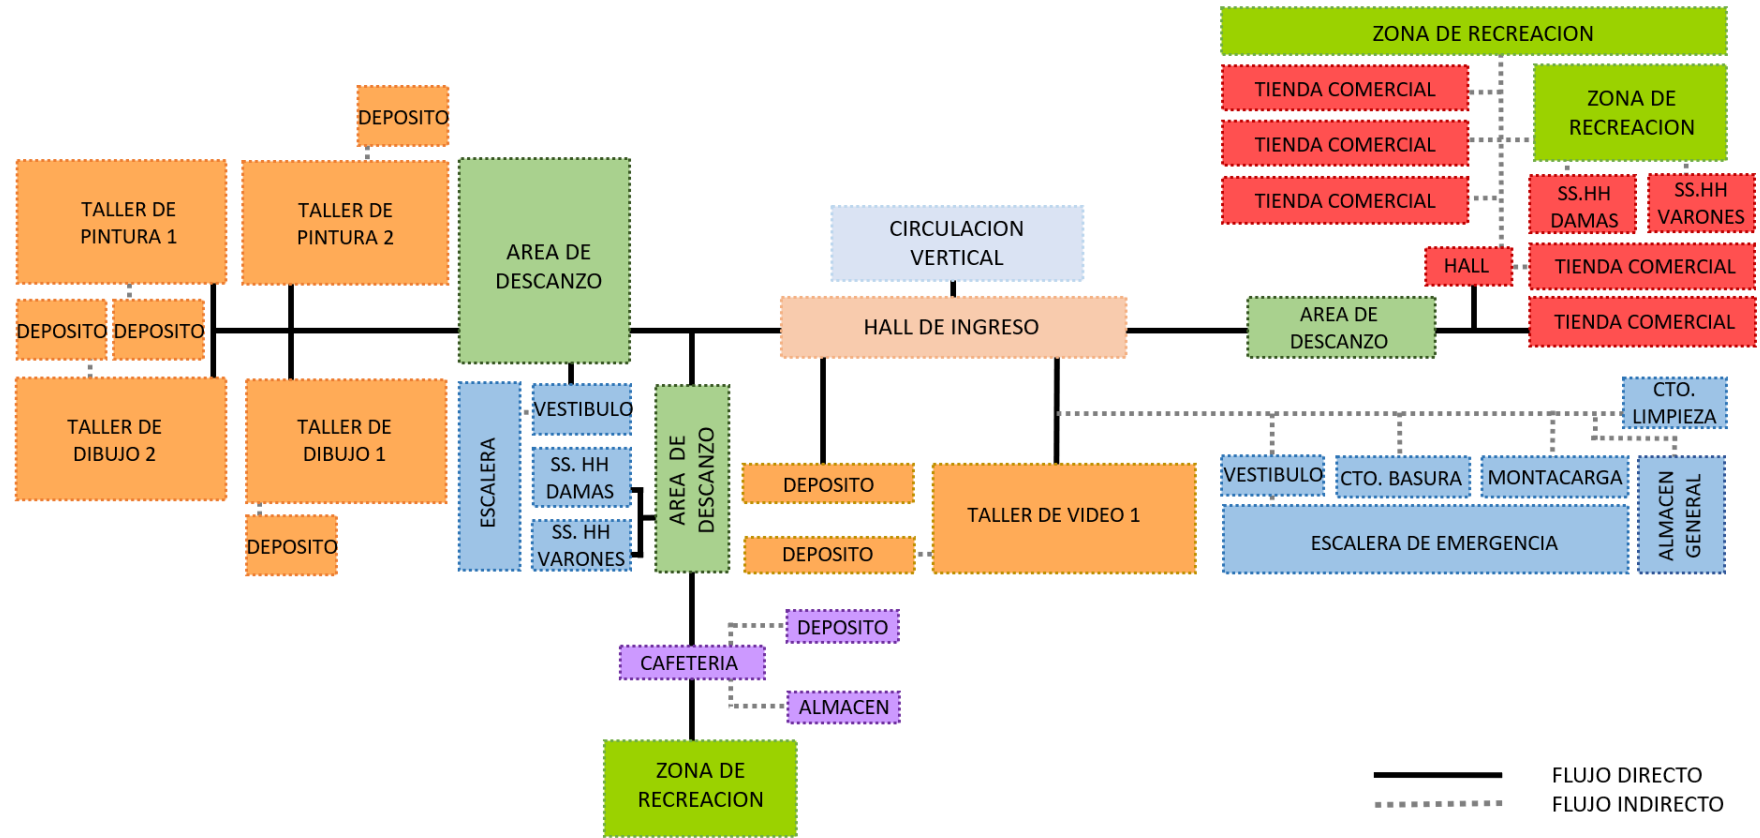 ZONA DE RECREACION
TIENDA COMERCIAL
ZONA DE
RECREACION
DEPOSITO
TIENDA COMERCIAL
TIENDA COMERCIAL
SS.HH
DAMAS
SS.HH
VARONES
TALLER DE
PINTURA 1
TALLER DE
PINTURA 2
AREA DE
DESCANZO
CIRCULACION
VERTICAL
HALL
TIENDA COMERCIAL
DEPOSITO
DEPOSITO
HALL DE INGRESO
AREA DE
DESCANZO
TIENDA COMERCIAL
TALLER DE
DIBUJO 2
TALLER DE
DIBUJO 1
ESCALERA
VESTIBULO
SS. HH
DAMAS
SS. HH
VARONES
AREA DE
DESCANZO
CTO.
LIMPIEZA
DEPOSITO
DEPOSITO
TALLER DE VIDEO 1
VESTIBULO
CTO. BASURA
MONTACARGA
ESCALERA DE EMERGENCIA
ALMACEN
GENERAL
DEPOSITO
DEPOSITO
CAFETERIA
ALMACEN
ZONA DE
RECREACION
FLUJO DIRECTO
FLUJO INDIRECTO